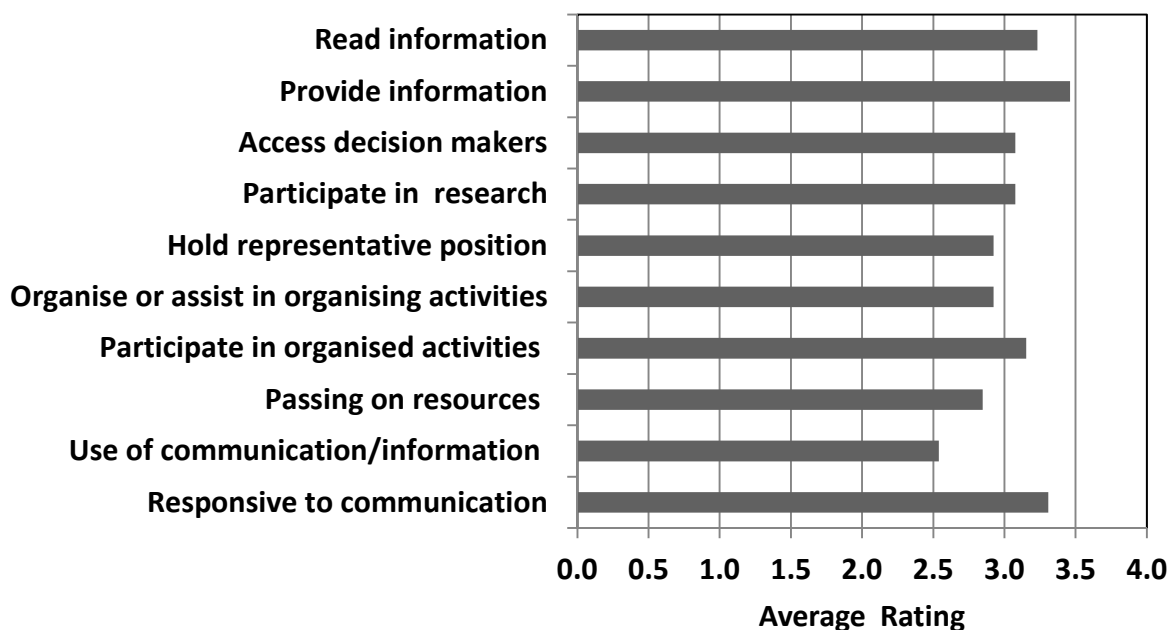 Read information
Provide information
Access decision makers
Participate in  research
Hold representative position
Organise or assist in organising activities
Participate in organised activities
Passing on resources
Use of communication/information
Responsive to communication
0.0 0.5 1.0 1.5 2.0 2.5 3.0 3.5 4.0
Average  Rating